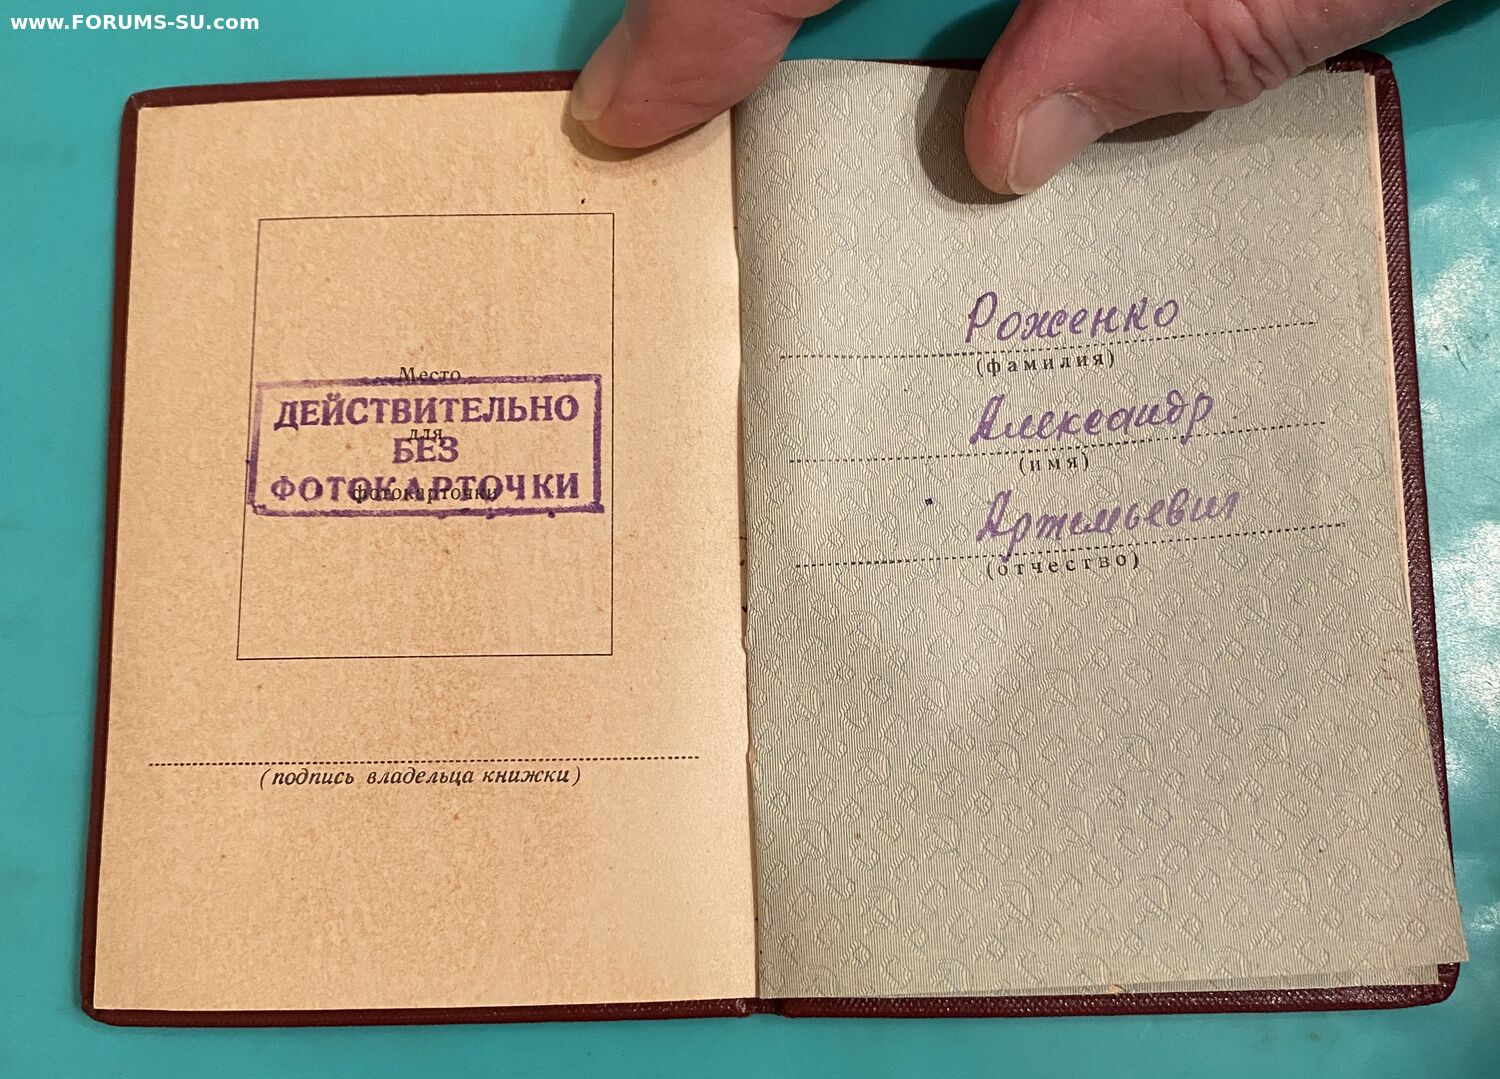 www.FORUMS-SU.com
Место
для
фотокарточки
ДЕЙСТВИТЕЛЬНО
БЕЗ
ФОТОКАРТОЧКИ
(подпись владельца книжки)
Роженко
(фамилия)
Александр
(имя)
Артемьевич
(отчество)